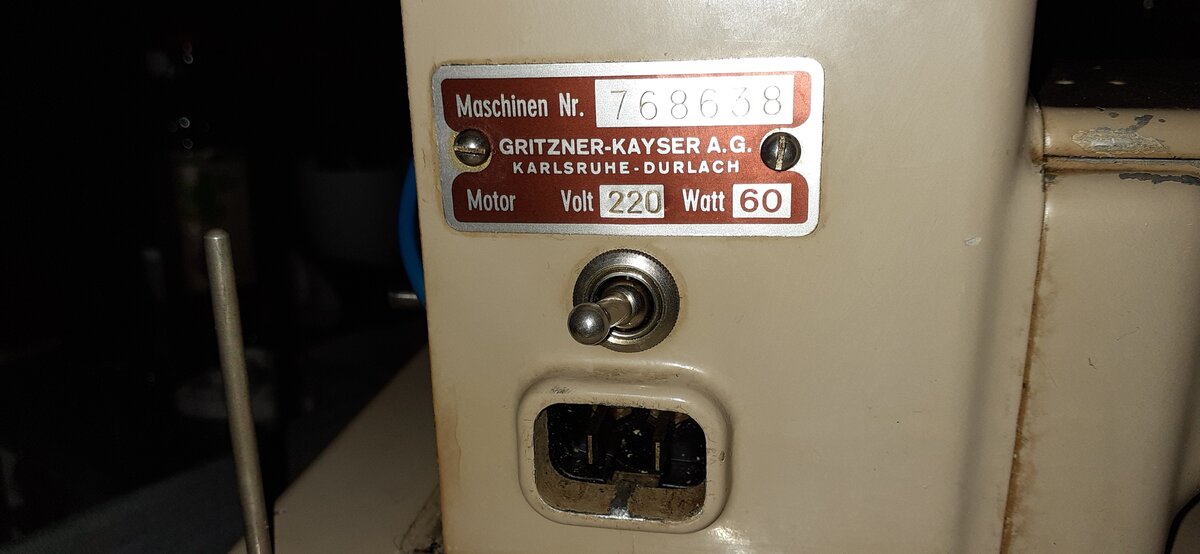 Maschinen Nr. 768638
GRITZNER-KAYSER A.G.
KARLSRUHE-DURLACH
Motor Volt 220 Watt 60